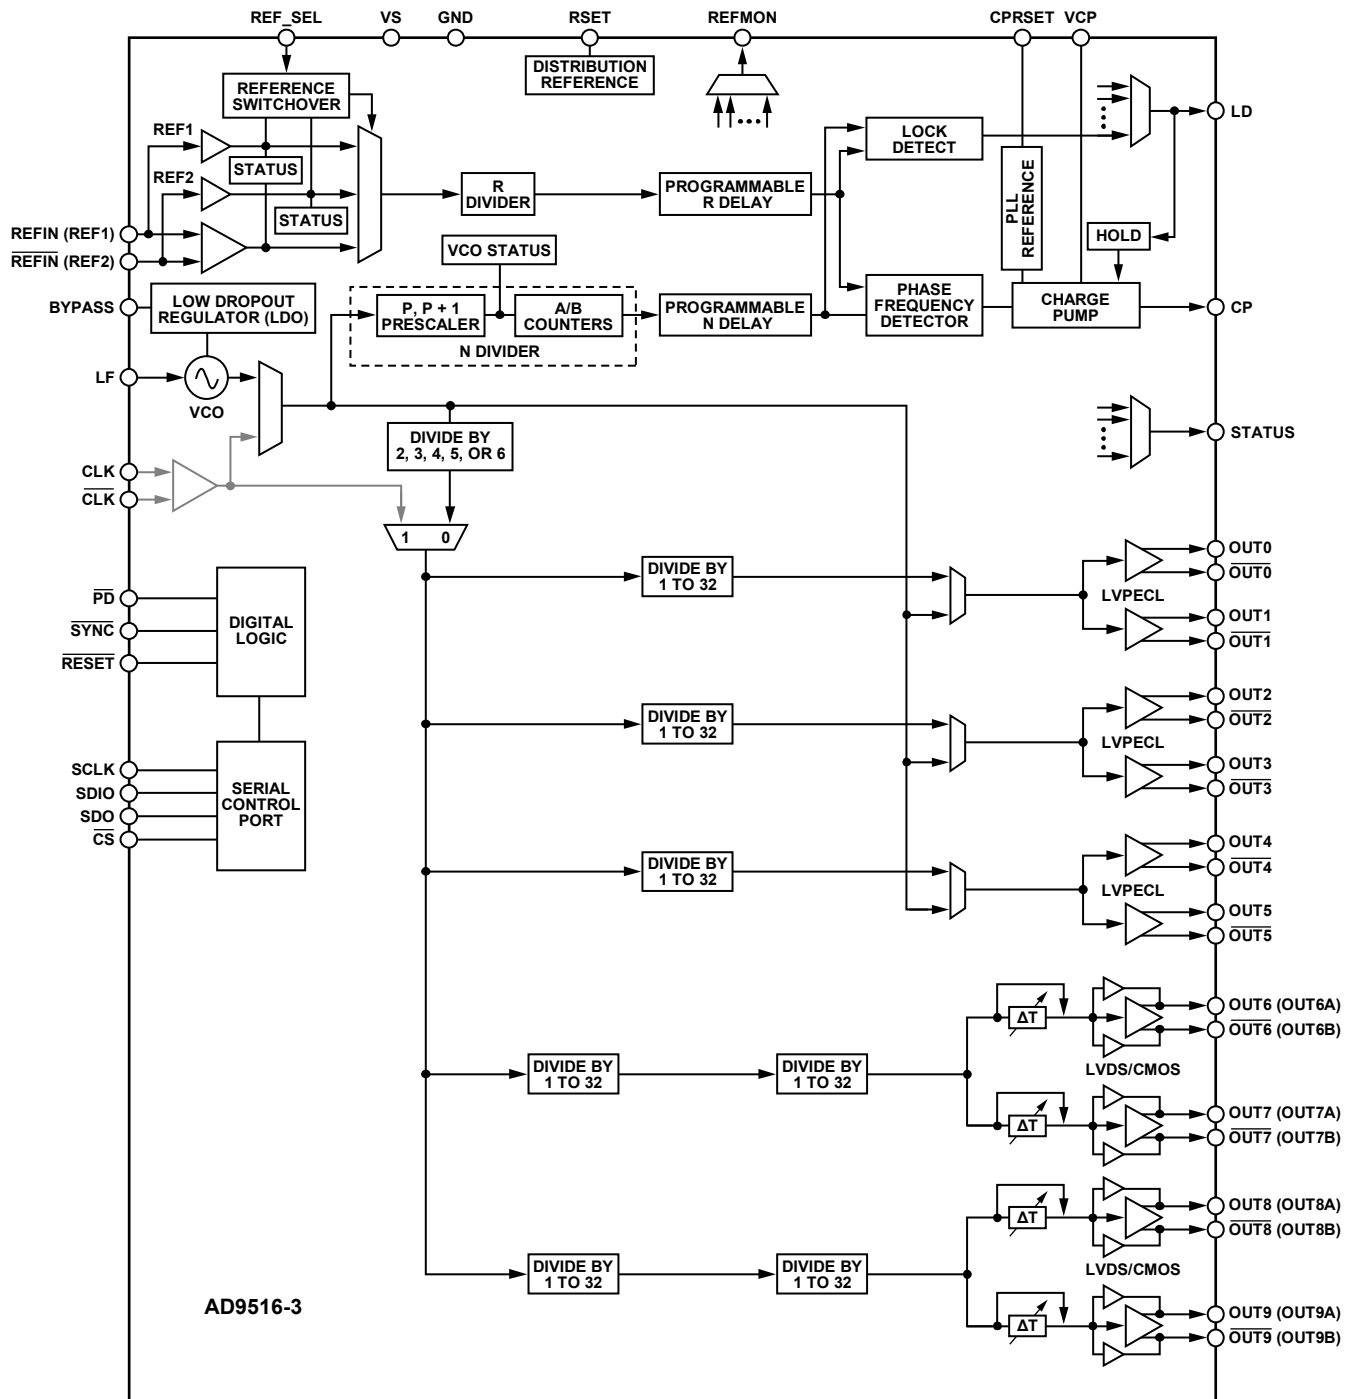 REF_SEL
VS
GND
RSET
REFMON
CPRSET
VCP
DISTRIBUTION
REFERENCE
REFERENCE
SWITCHOVER
REF1
STATUS
REF2
STATUS
REFIN (REF1)
REFIN (REF2)
R
DIVIDER
PROGRAMMABLE
R DELAY
LOCK
DETECT
LD
PLL
REFERENCE
HOLD
VCO STATUS
BYPASS
LOW DROPOUT
REGULATOR (LDO)
P, P + 1
PRESCALER
A/B
COUNTERS
N DIVIDER
PROGRAMMABLE
N DELAY
PHASE
FREQUENCY
DETECTOR
CHARGE
PUMP
CP
LF
VCO
STATUS
DIVIDE BY
2, 3, 4, 5, OR 6
CLK
CLK
1 0
PD
SYNC
RESET
DIGITAL
LOGIC
SCLK
SDIO
SDO
CS
SERIAL
CONTROL
PORT
DIVIDE BY
1 TO 32
LVPECL
OUT0
OUT0
OUT1
OUT1
DIVIDE BY
1 TO 32
LVPECL
OUT2
OUT2
OUT3
OUT3
DIVIDE BY
1 TO 32
LVPECL
OUT4
OUT4
OUT5
OUT5
DIVIDE BY
1 TO 32
DIVIDE BY
1 TO 32
ΔT
ΔT
LVDS/CMOS
OUT6 (OUT6A)
OUT6 (OUT6B)
OUT7 (OUT7A)
OUT7 (OUT7B)
DIVIDE BY
1 TO 32
DIVIDE BY
1 TO 32
ΔT
ΔT
LVDS/CMOS
OUT8 (OUT8A)
OUT8 (OUT8B)
OUT9 (OUT9A)
OUT9 (OUT9B)
AD9516-3